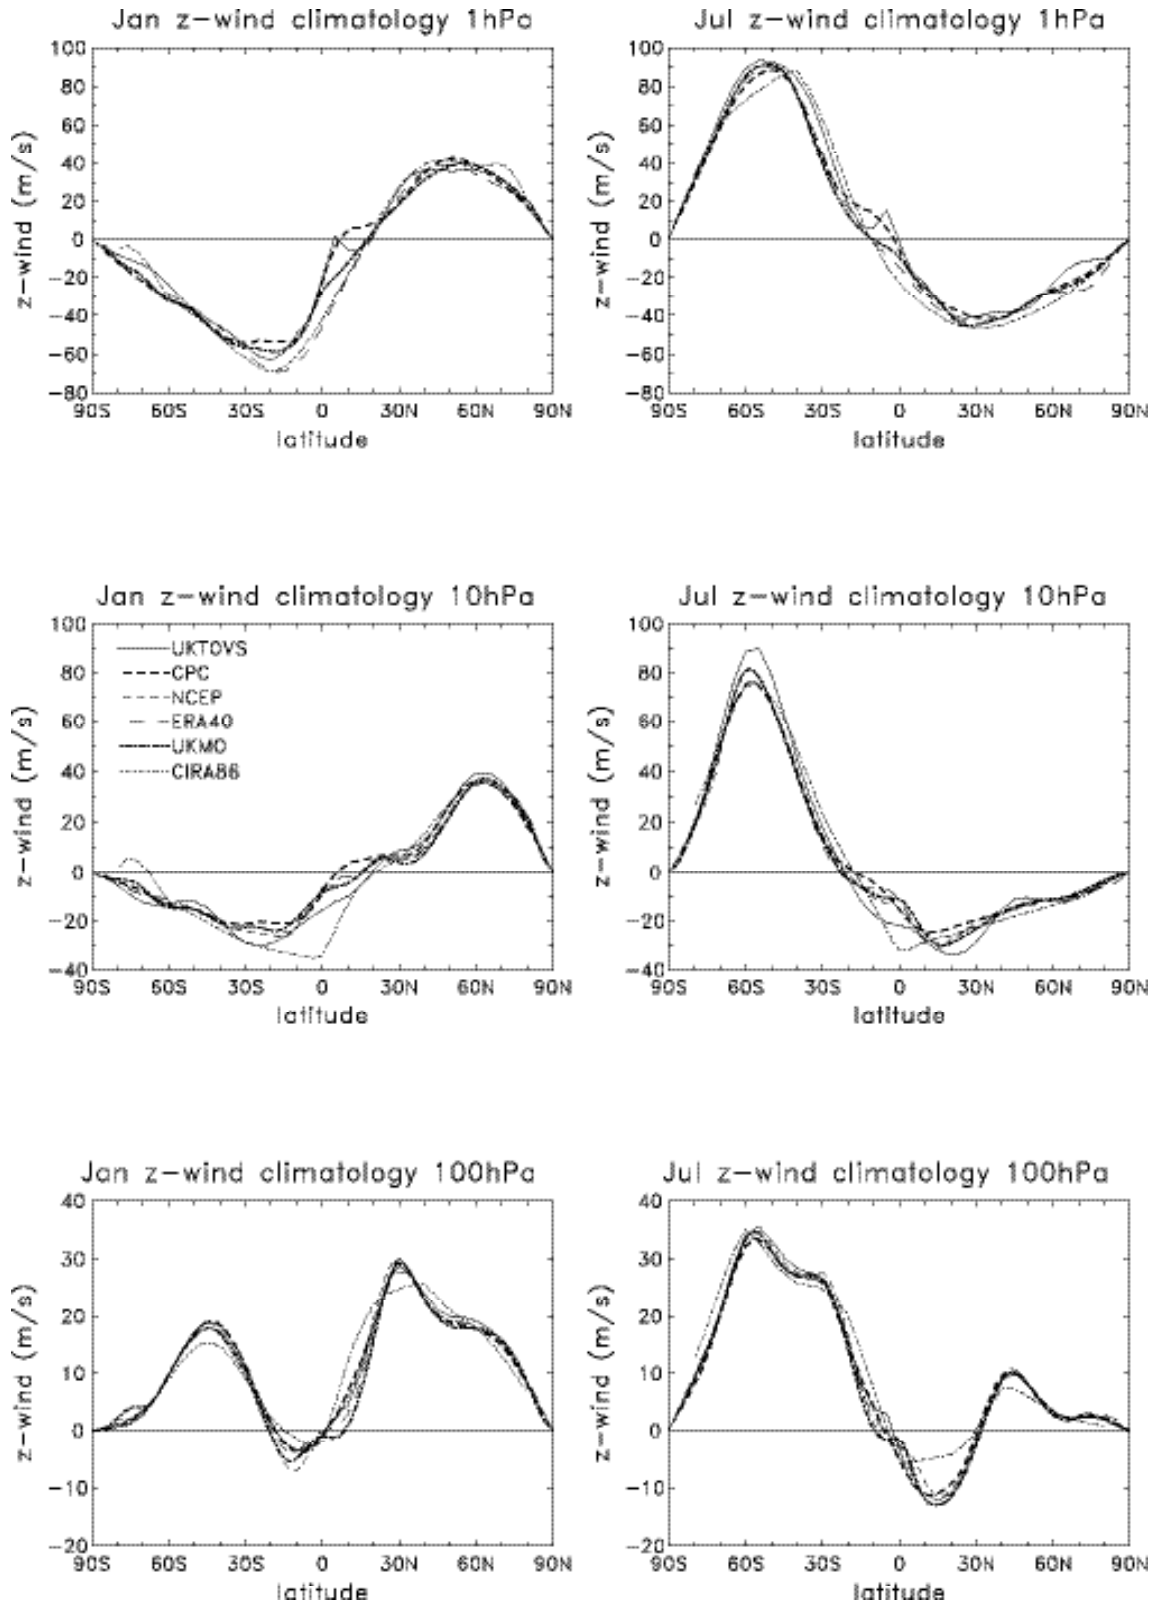 Jan z-wind climatology 1hPa
100
80
60
40
20
0
-20
-40
-60
-80
z-wind (m/s)
90S 60S 30S 0 30N 60N 90N
latitude
Jul z-wind climatology 1hPa
100
80
60
40
20
0
-20
-40
-60
-80
z-wind (m/s)
90S 60S 30S 0 30N 60N 90N
latitude
Jan z-wind climatology 10hPa
100
80
60
40
20
0
-20
-40
z-wind (m/s)
UKTOVS
CPC
NCEP
ERA40
UKMO
CIRA86
90S 60S 30S 0 30N 60N 90N
latitude
Jul z-wind climatology 10hPa
100
80
60
40
20
0
-20
-40
z-wind (m/s)
90S 60S 30S 0 30N 60N 90N
latitude
Jan z-wind climatology 100hPa
40
30
20
10
0
-10
-20
z-wind (m/s)
90S 60S 30S 0 30N 60N 90N
latitude
Jul z-wind climatology 100hPa
40
30
20
10
0
-10
-20
z-wind (m/s)
90S 60S 30S 0 30N 60N 90N
latitude